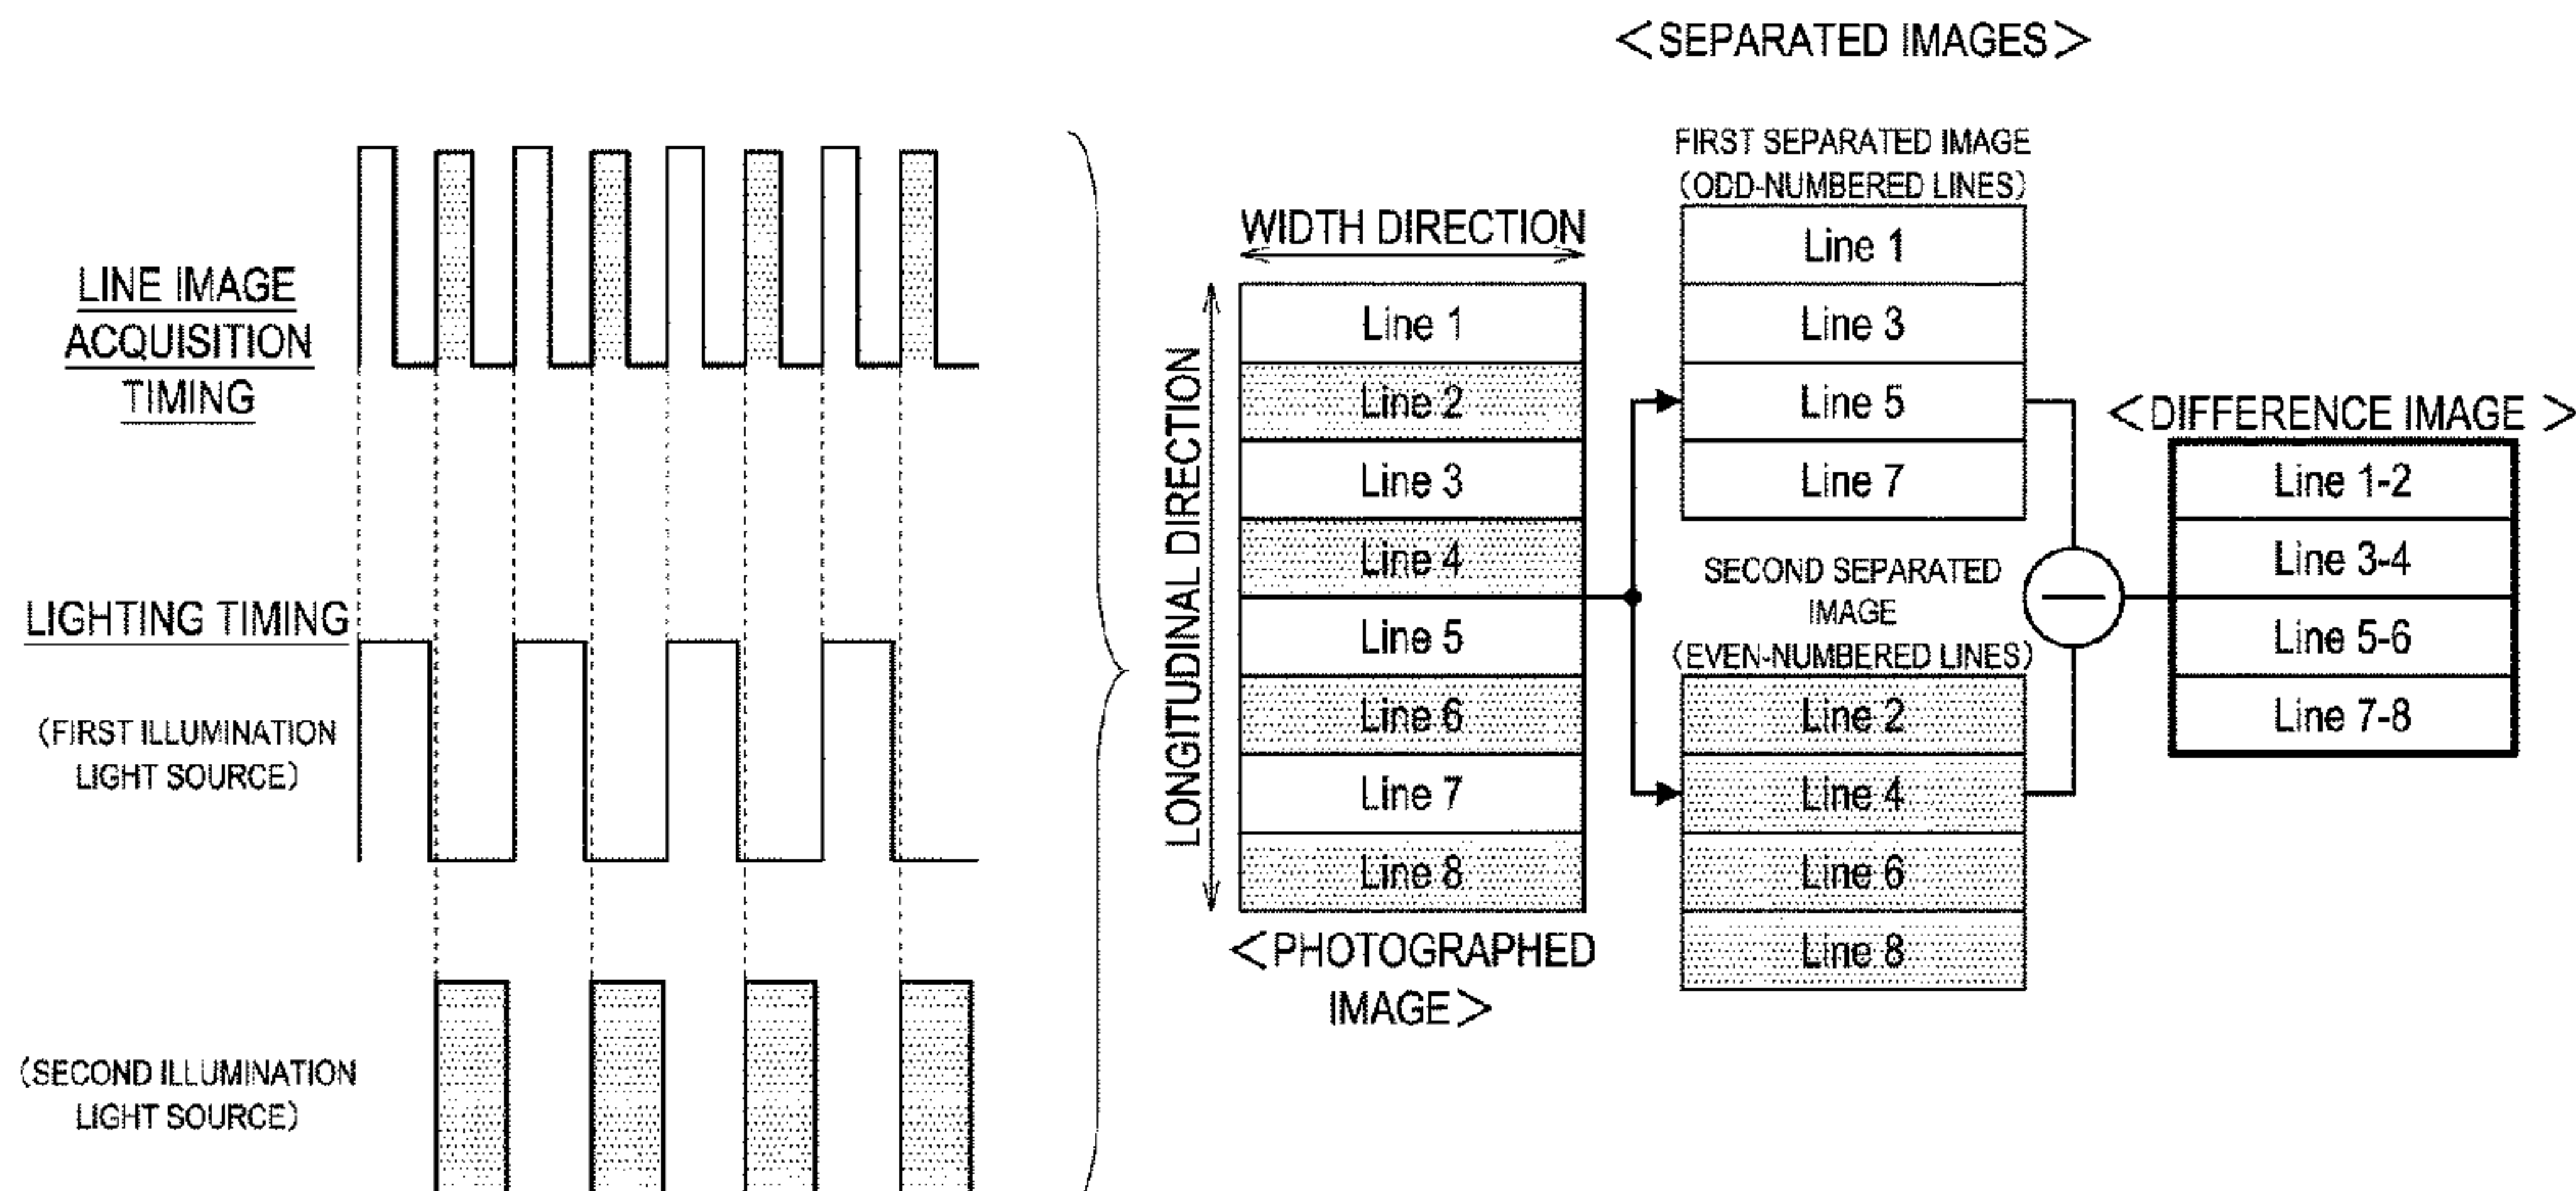 <SEPARATED IMAGES>
LINE IMAGE
ACQUISITION
TIMING
LIGHTING TIMING
(FIRST ILLUMINATION
LIGHT SOURCE)
(SECOND ILLUMINATION
LIGHT SOURCE)
WIDTH DIRECTION
LONGITUDINAL DIRECTION
Line 1
Line 2
Line 3
Line 4
Line 5
Line 6
Line 7
Line 8
<PHOTOGRAPHED
IMAGE>
FIRST SEPARATED IMAGE
(ODD-NUMBERED LINES)
Line 1
Line 3
Line 5
Line 7
SECOND SEPARATED
IMAGE
(EVEN-NUMBERED LINES)
Line 2
Line 4
Line 6
Line 8
<DIFFERENCE IMAGE >
Line 1-2
Line 3-4
Line 5-6
Line 7-8